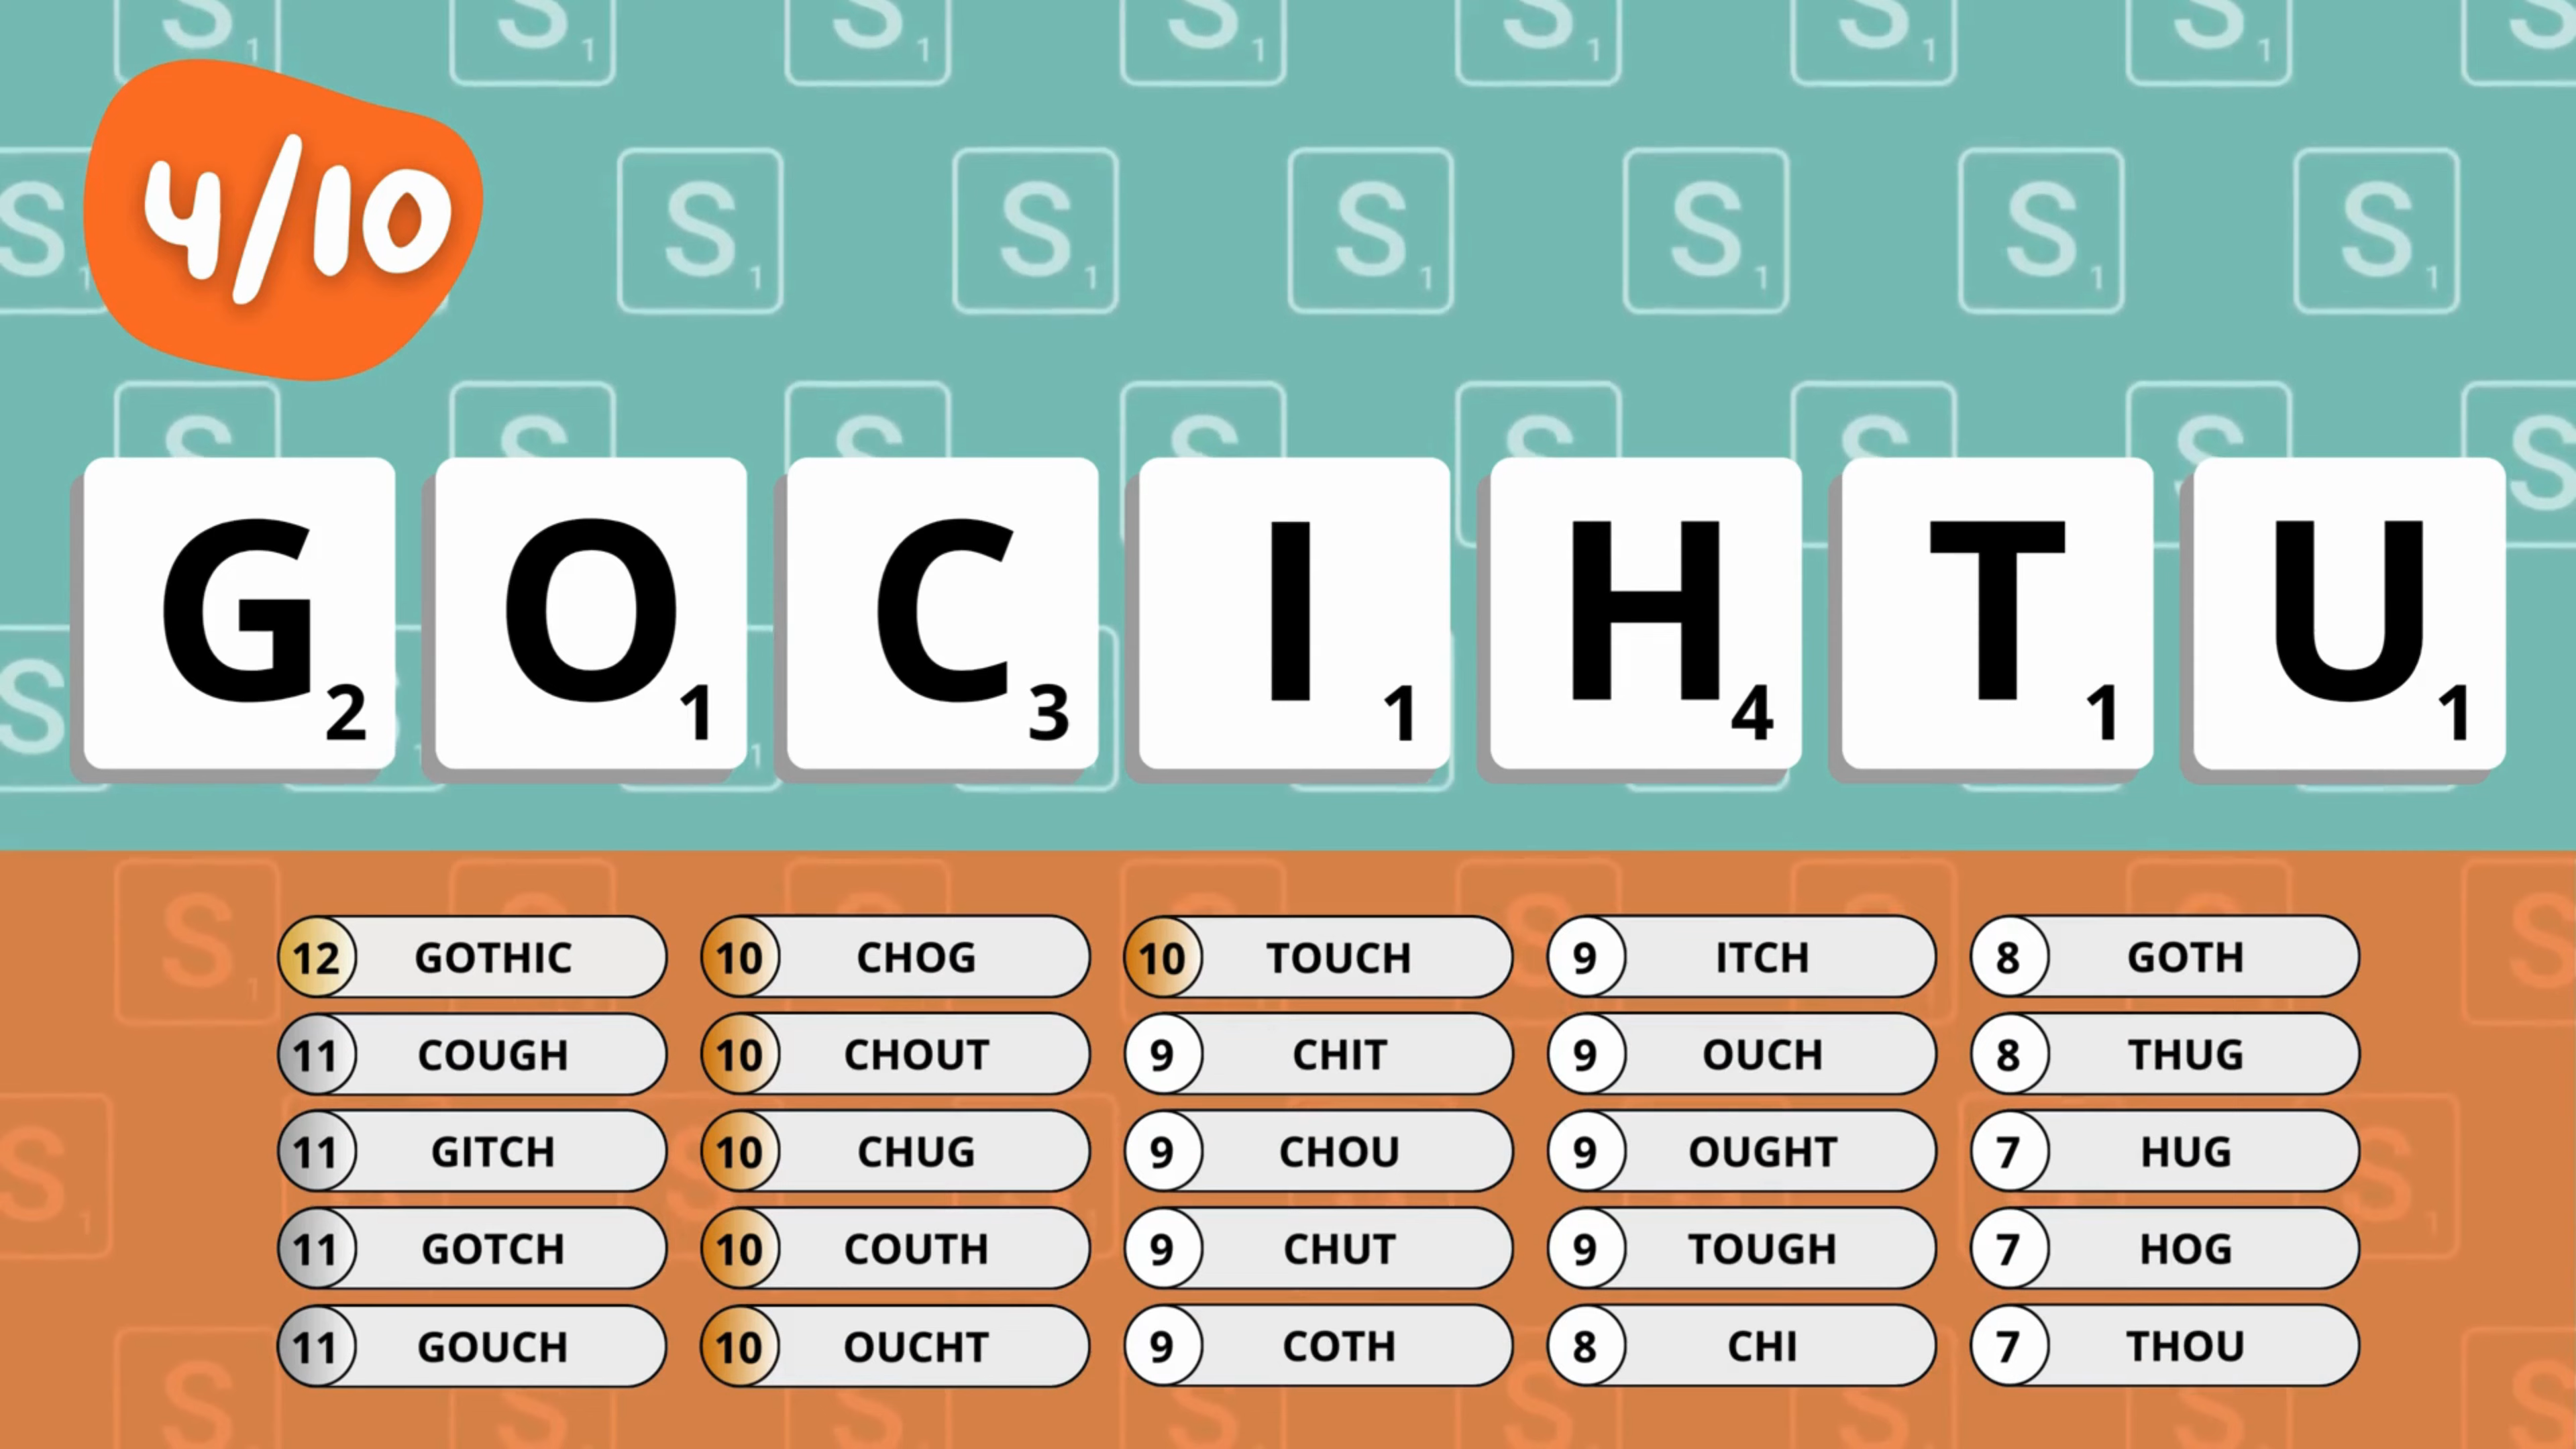 4/10
G2 O1 C3 I1 H4 T1 U1
12 GOTHIC 10 CHOG 10 TOUCH 9 ITCH 8 GOTH
11 COUGH 10 CHOUT 9 CHIT 9 OUCH 8 THUG
11 GITCH 10 CHUG 9 CHOU 9 OUGHT 7 HUG
11 GOTCH 10 COUTH 9 CHUT 9 TOUGH 7 HOG
11 GOUCH 10 OUCHT 9 COTH 8 CHI 7 THOU